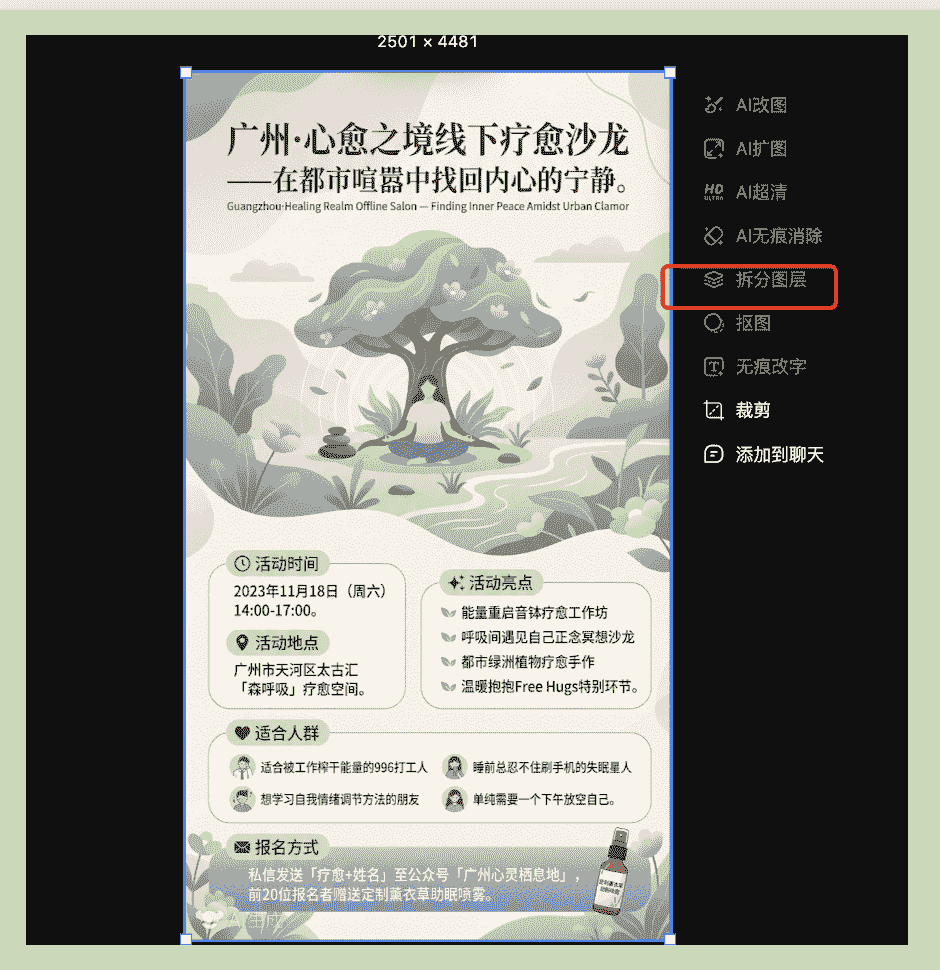 2501 × 4481
广州·心愈之境线下疗愈沙龙
——在都市喧嚣中找回内心的宁静。
Guangzhou·Healing Realm Offline Salon — Finding Inner Peace Amidst Urban Clamor
活动时间
2023年11月18日（周六）
14:00-17:00。
活动地点
广州市天河区太古汇
「森呼吸」疗愈空间。
活动亮点
能量重启音钵疗愈工作坊
呼吸间遇见自己正念冥想沙龙
都市绿洲植物疗愈手作
温暖抱抱Free Hugs特别环节。
适合人群
适合被工作榨干能量的996打工人
睡前总忍不住刷手机的失眠星人
想学习自我情绪调节方法的朋友
单纯需要一个下午放空自己。
报名方式
私信发送「疗愈+姓名」至公众号「广州心灵栖息地」，
前20位报名者赠送定制薰衣草助眠喷雾。
定制薰衣草
助眠喷雾
生成
AI改图
AI扩图
HD
ULTRA
AI超清
AI无痕消除
拆分图层
抠图
T
无痕改字
裁剪
添加到聊天